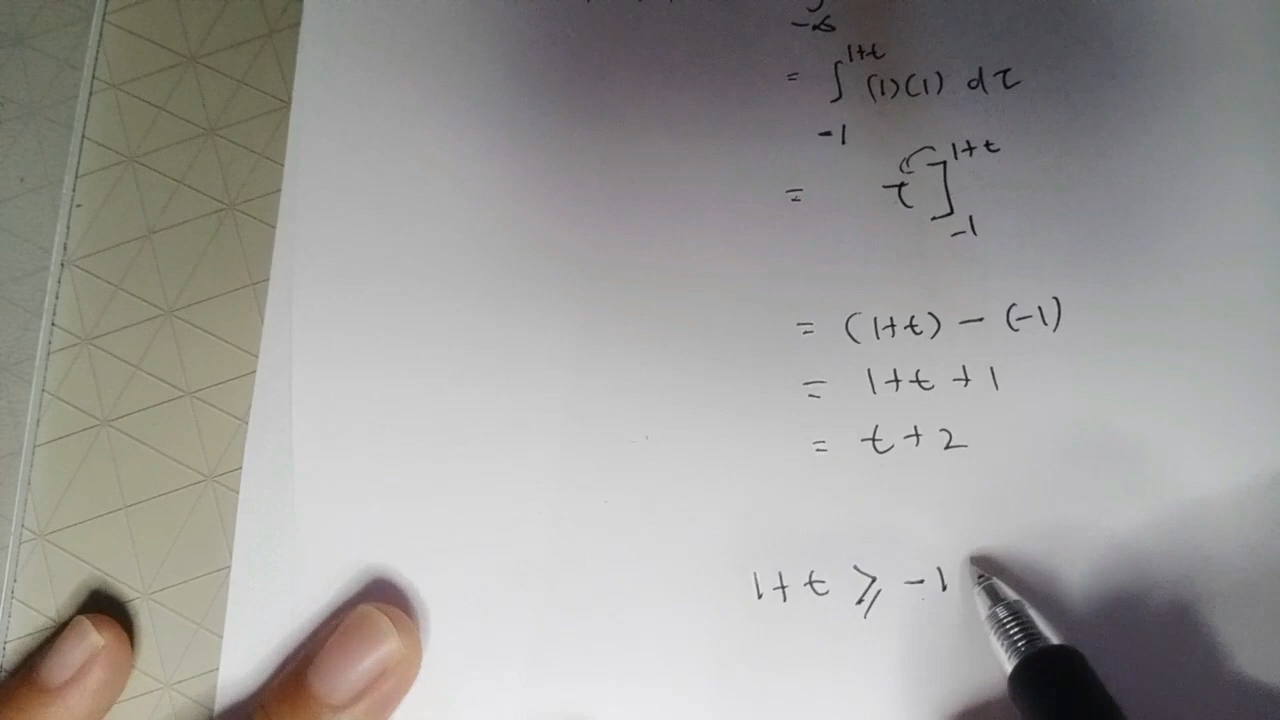 -∞
= ∫_{-1}^{1+t} (1)(1) dτ
= τ]_{-1}^{1+t}
= (1+t) - (-1)
= 1+t+1
= t+2
1+t ⩾ -1